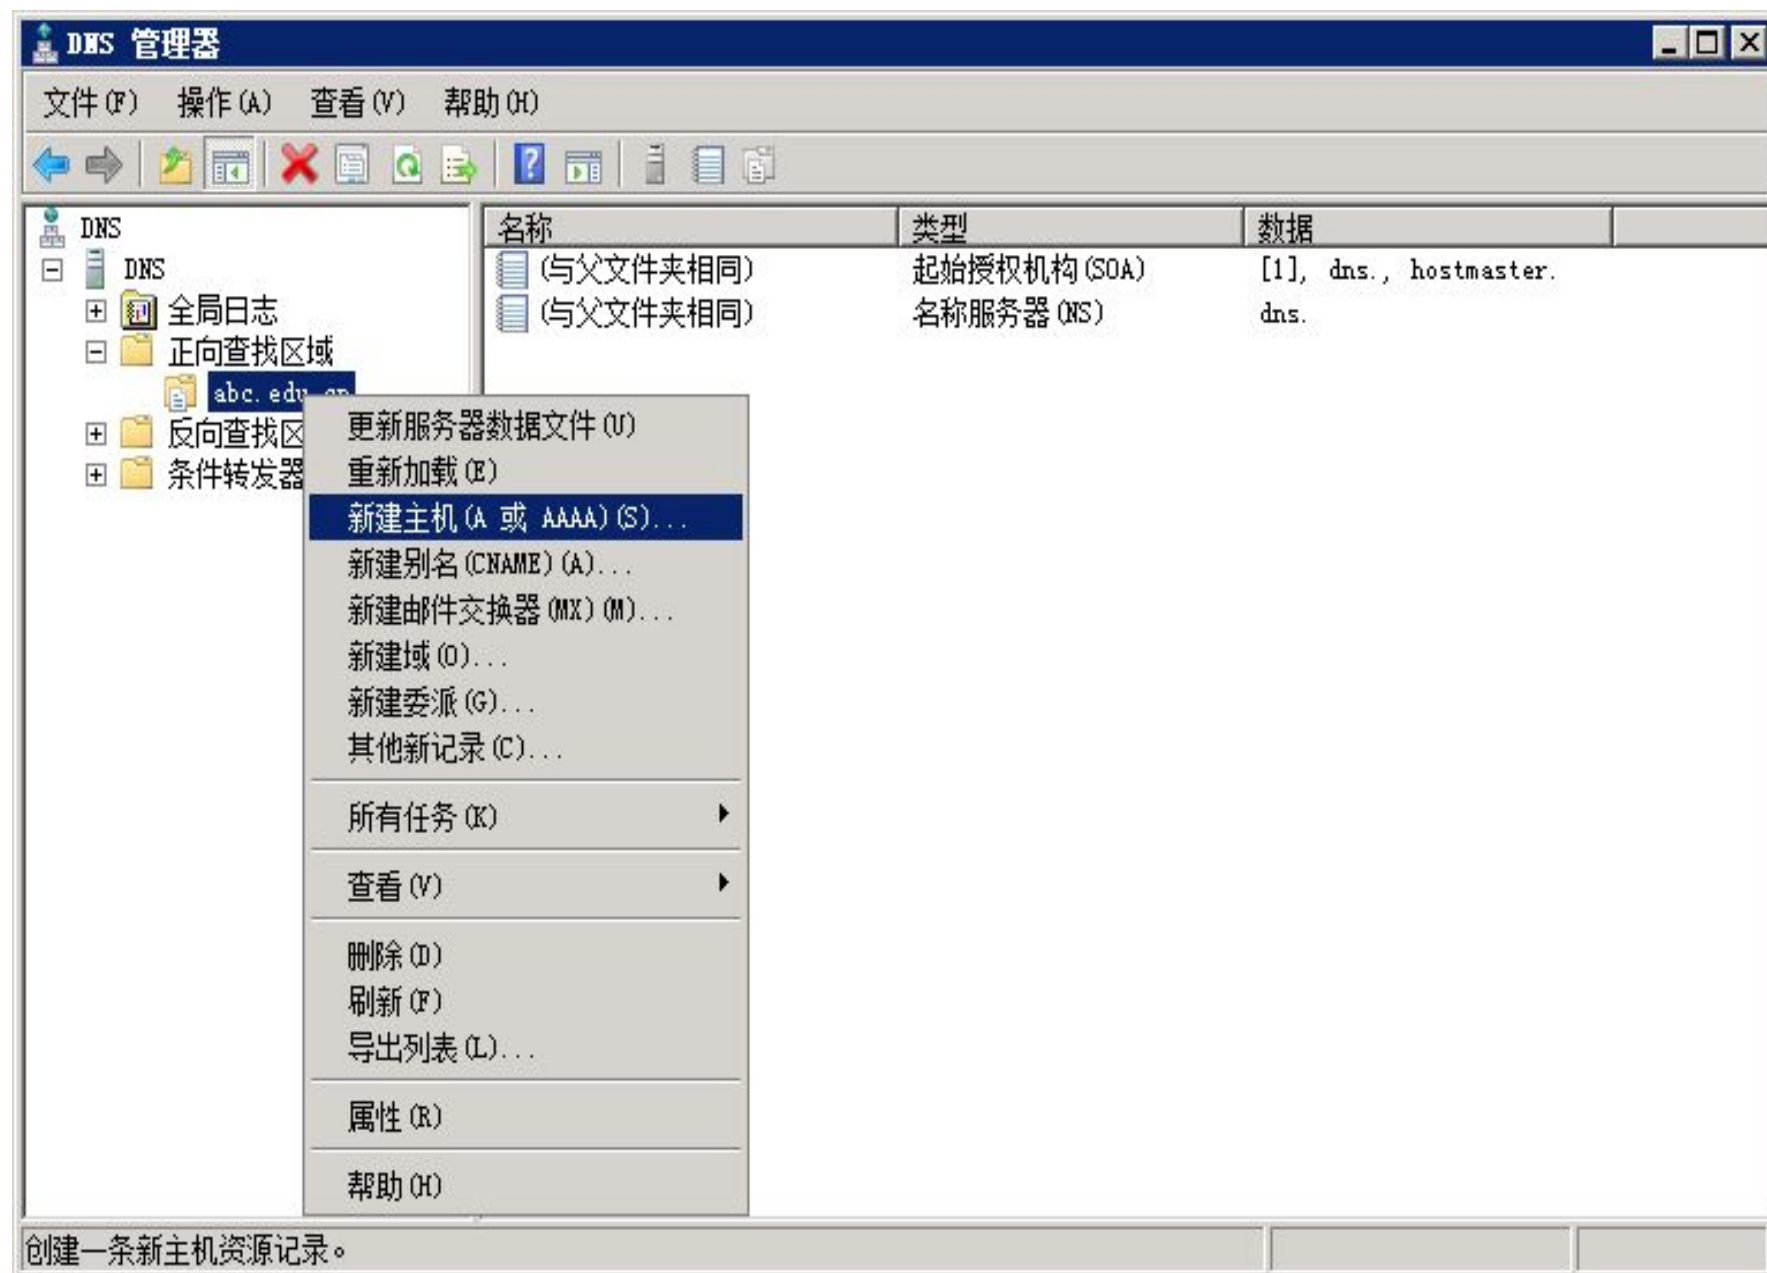 DNS 管理器
文件(F) 操作(A) 查看(V) 帮助(H)
DNS
DNS
全局日志
正向查找区域
abc.edu.cn
反向查找区
条件转发器
名称 类型 数据
(与父文件夹相同) 起始授权机构(SOA) [1], dns., hostmaster.
(与父文件夹相同) 名称服务器(NS) dns.
更新服务器数据文件(U)
重新加载(E)
新建主机(A 或 AAAA)(S)...
新建别名(CNAME)(A)...
新建邮件交换器(MX)(M)...
新建域(O)...
新建委派(G)...
其他新记录(C)...
所有任务(K)
查看(V)
删除(D)
刷新(F)
导出列表(L)...
属性(R)
帮助(H)
创建一条新主机资源记录。